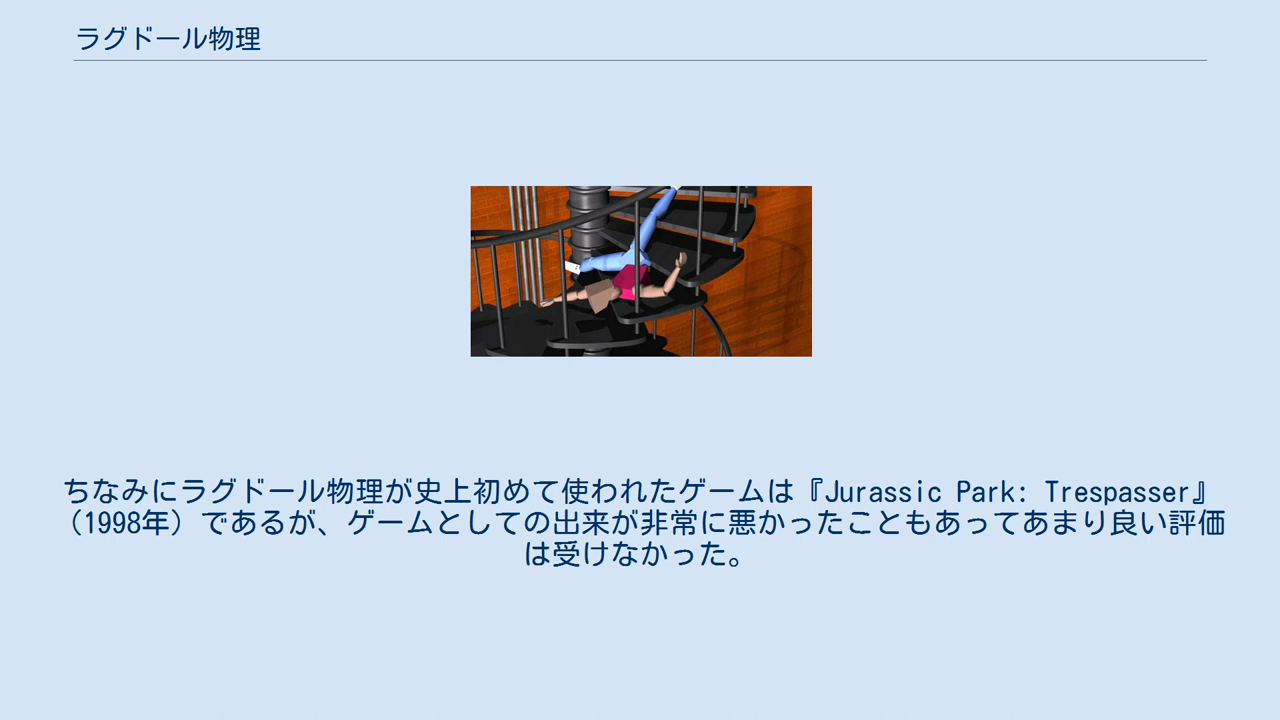 ラグドール物理
ちなみにラグドール物理が史上初めて使われたゲームは『Jurassic Park: Trespasser』
（1998年）であるが、ゲームとしての出来が非常に悪かったこともあってあまり良い評価
は受けなかった。